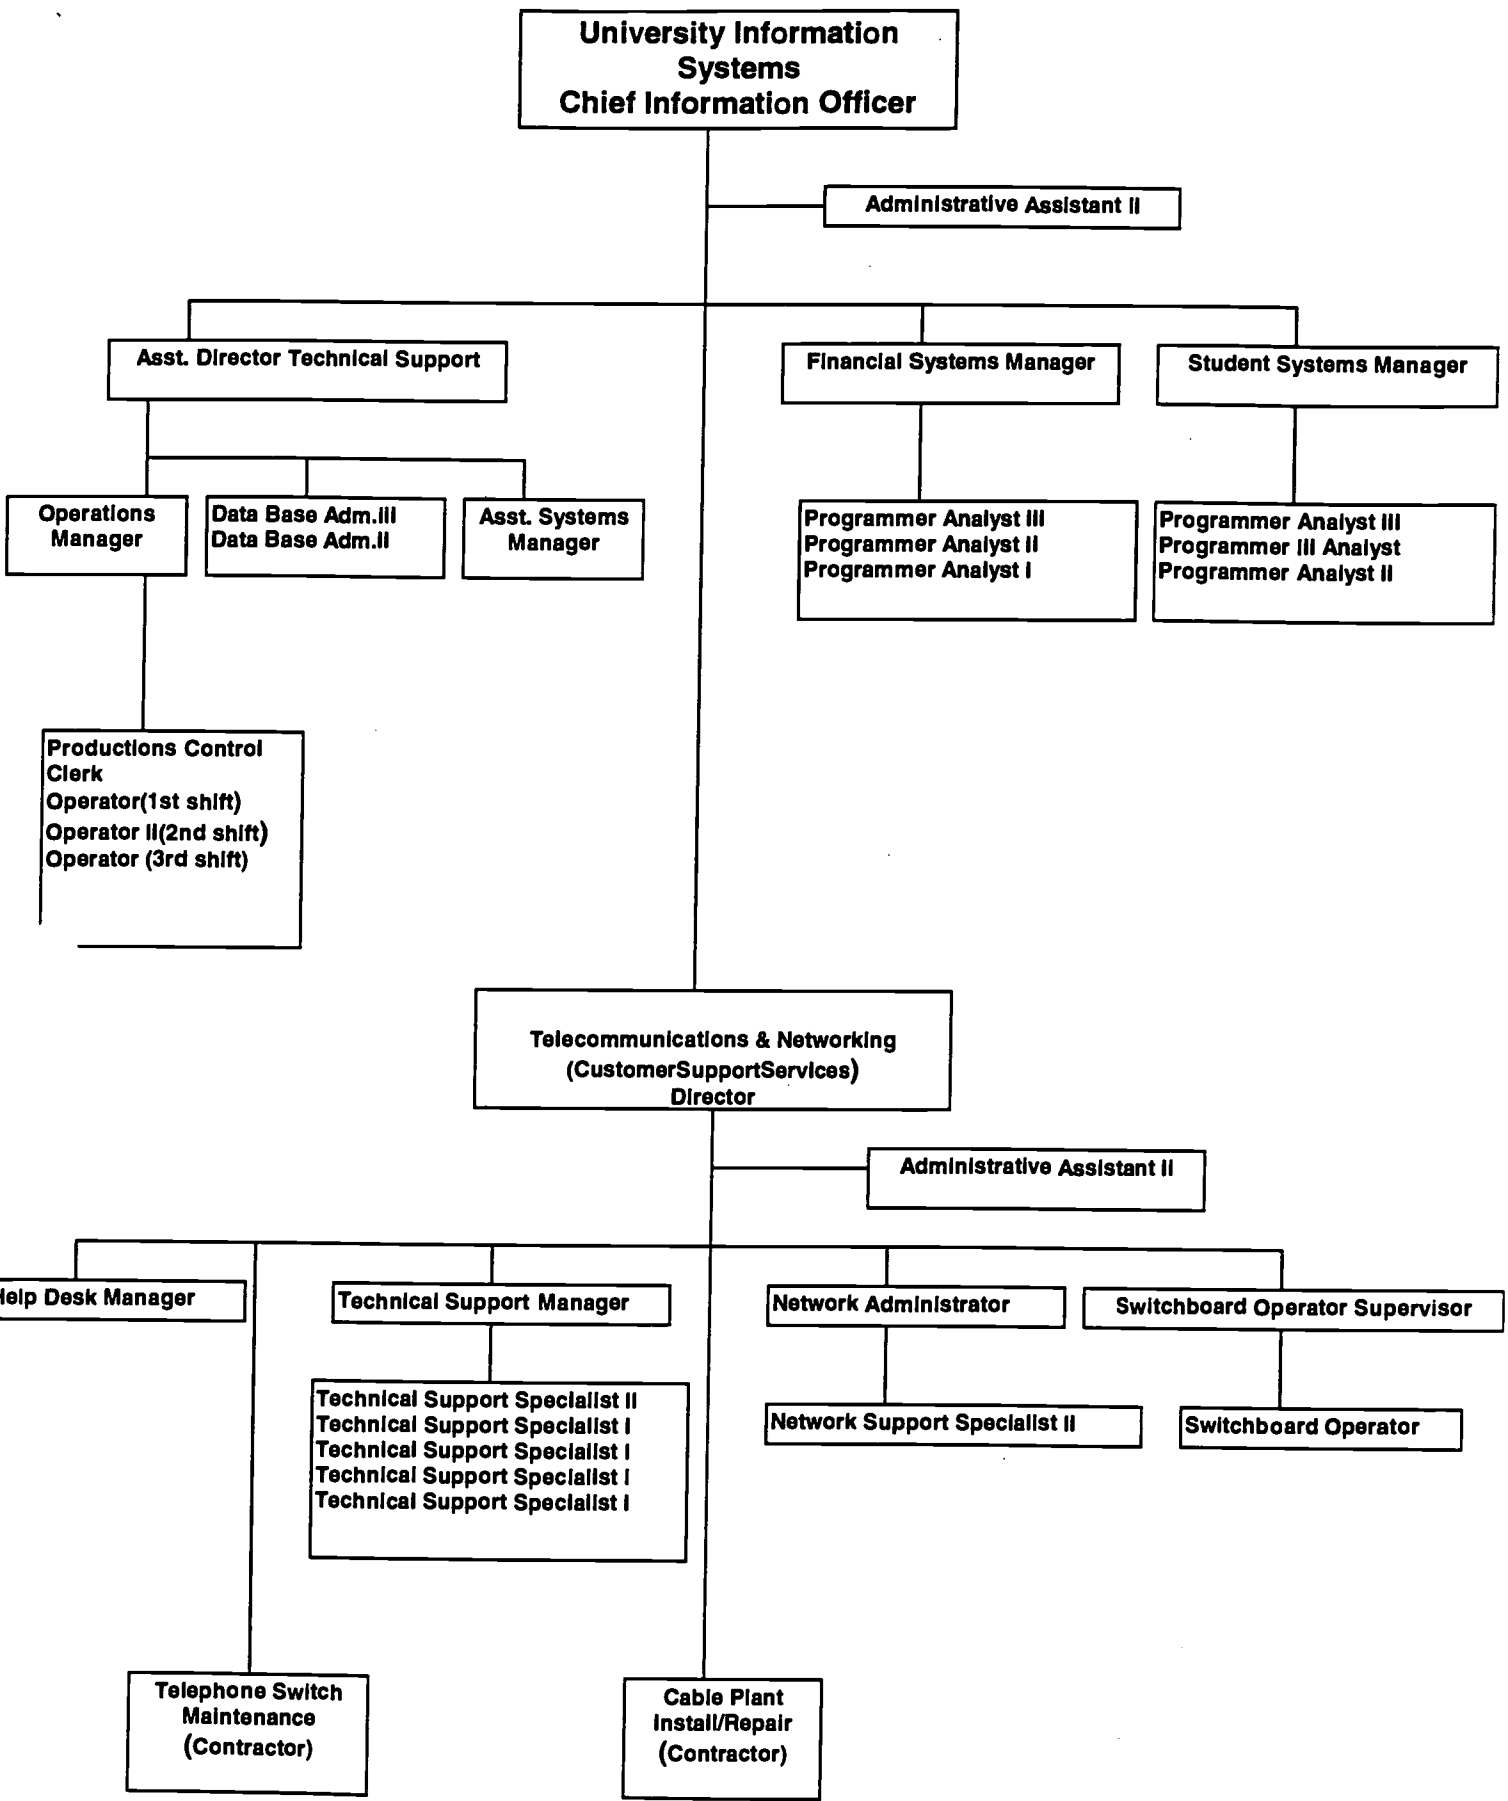 University Information
Systems
Chief Information Officer
Administrative Assistant II
Asst. Director Technical Support
Financial Systems Manager
Student Systems Manager
Operations
Manager
Data Base Adm.III
Data Base Adm.II
Asst. Systems
Manager
Programmer Analyst III
Programmer Analyst II
Programmer Analyst I
Programmer Analyst III
Programmer III Analyst
Programmer Analyst II
Productions Control
Clerk
Operator(1st shift)
Operator II(2nd shift)
Operator (3rd shift)
Telecommunications & Networking
(CustomerSupportServices)
Director
Administrative Assistant II
Help Desk Manager
Technical Support Manager
Network Administrator
Switchboard Operator Supervisor
Technical Support Specialist II
Technical Support Specialist I
Technical Support Specialist I
Technical Support Specialist I
Technical Support Specialist I
Network Support Specialist II
Switchboard Operator
Telephone Switch
Maintenance
(Contractor)
Cable Plant
Install/Repair
(Contractor)